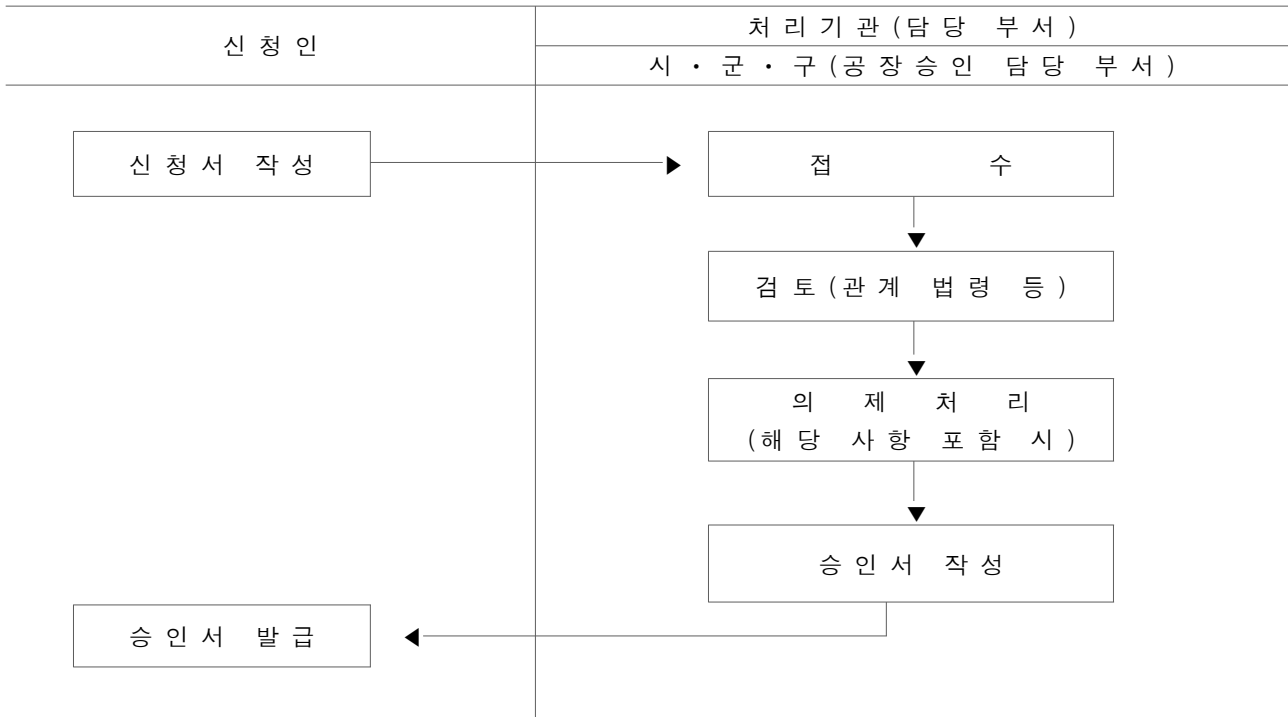 신청인
처리기관(담당 부서)
시・군・구(공장승인 담당 부서)
신청서 작성
접 수
검토(관계 법령 등)
의 제 처 리
(해당 사항 포함 시)
승인서 작성
승인서 발급